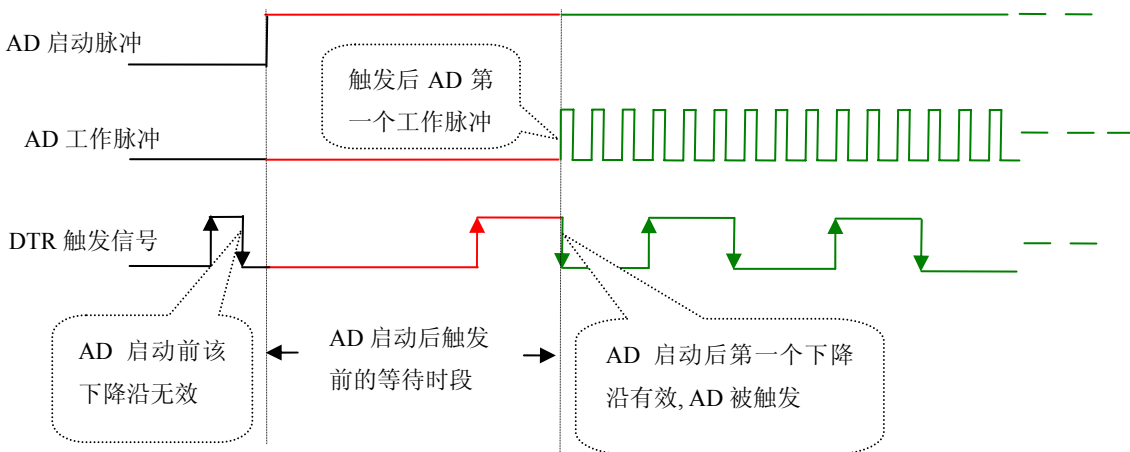 AD 启动脉冲
触发后 AD 第
一个工作脉冲
AD 工作脉冲
DTR 触发信号
AD 启动前该
下降沿无效
AD 启动后触发
前的等待时段
AD 启动后第一个下降
沿有效, AD 被触发